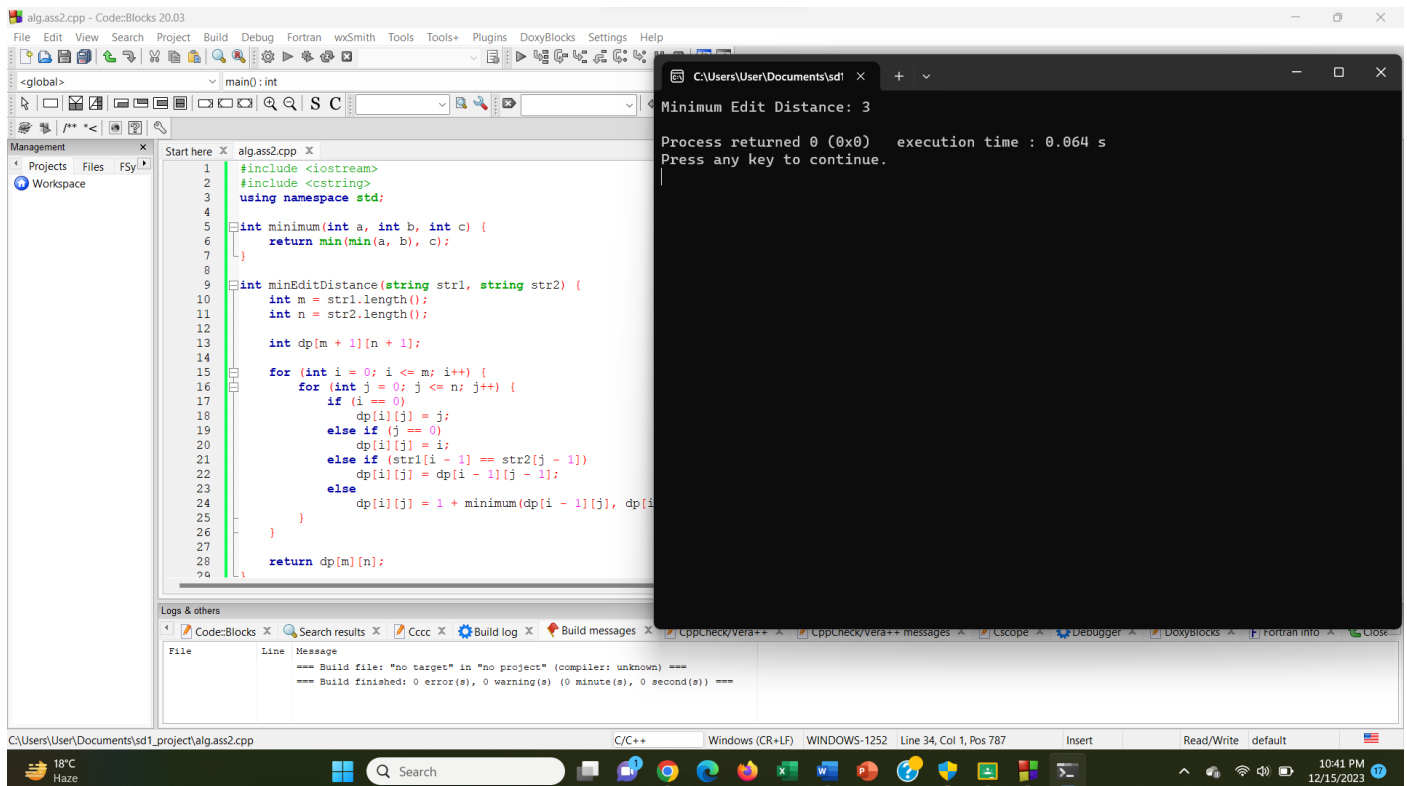 alg.ass2.cpp - Code::Blocks 20.03
File Edit View Search Project Build Debug Fortran wxSmith Tools Tools+ Plugins DoxyBlocks Settings Help
<global>
main() : int
S C
/** *<
Management
Projects Files FSy
Workspace
Start here X alg.ass2.cpp X
1 #include <iostream>
2 #include <cstring>
3 using namespace std;
4
5 int minimum(int a, int b, int c) {
6     return min(min(a, b), c);
7 }
8
9 int minEditDistance(string str1, string str2) {
10     int m = str1.length();
11     int n = str2.length();
12
13     int dp[m + 1][n + 1];
14
15     for (int i = 0; i <= m; i++) {
16         for (int j = 0; j <= n; j++) {
17             if (i == 0)
18                 dp[i][j] = j;
19             else if (j == 0)
20                 dp[i][j] = i;
21             else if (str1[i - 1] == str2[j - 1])
22                 dp[i][j] = dp[i - 1][j - 1];
23             else
24                 dp[i][j] = 1 + minimum(dp[i - 1][j], dp[i
25         }
26     }
27
28     return dp[m][n];
29 }
C:\Users\User\Documents\sd1
Minimum Edit Distance: 3
Process returned 0 (0x0)   execution time : 0.064 s
Press any key to continue.
Logs & others
Code::Blocks X Search results X Cccc X Build log X Build messages X CppCheck/Vera++ X CppCheck/Vera++ messages X Cscope X Debugger X DoxyBlocks X Fortran info X Close
File Line Message
=== Build file: "no target" in "no project" (compiler: unknown) ===
=== Build finished: 0 error(s), 0 warning(s) (0 minute(s), 0 second(s)) ===
C:\Users\User\Documents\sd1_project\alg.ass2.cpp C/C++ Windows (CR+LF) WINDOWS-1252 Line 34, Col 1, Pos 787 Insert Read/Write default
18°C
Haze
Search
1
10:41 PM
12/15/2023
17